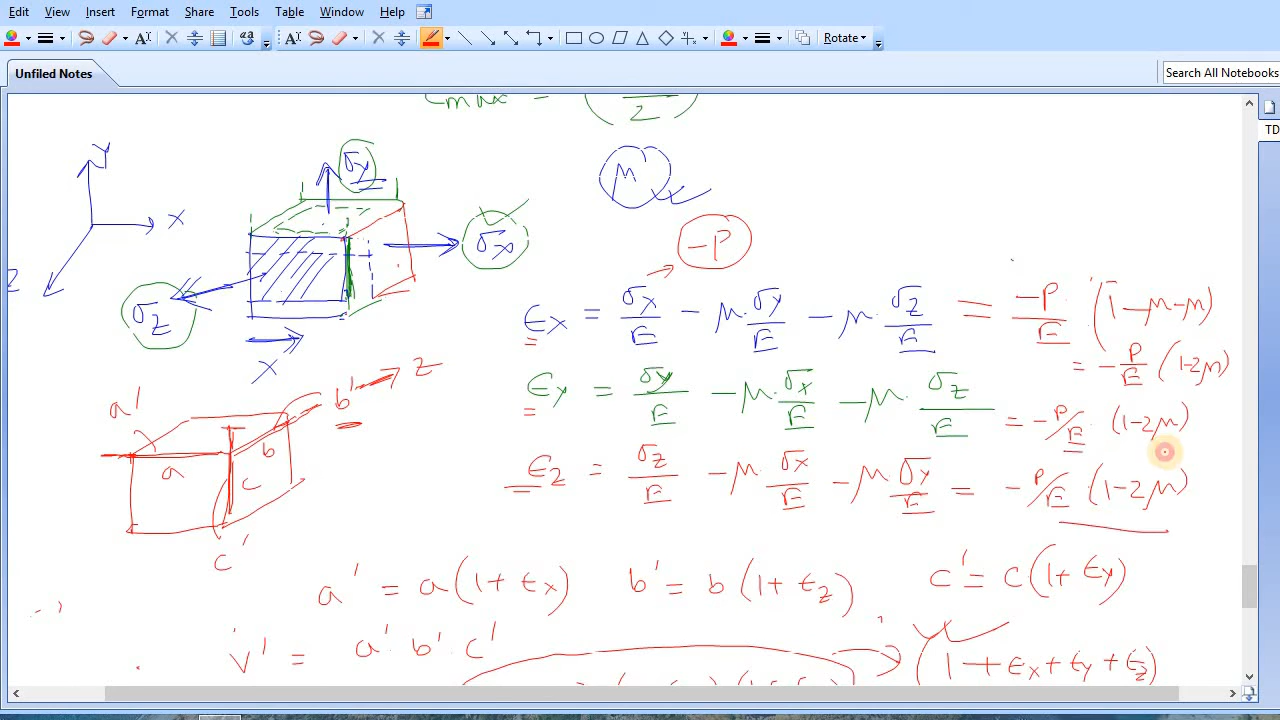 Edit View Insert Format Share Tools Table Window Help
Rotate
Unfiled Notes
Search All Notebooks
TD
2
Y
X
σy
σx
σz
X
μ
-P
ϵx = σx/E - μ.σy/E - μ.σz/E = -P/E (1-μ-μ)
= -P/E (1-2μ)
ϵy = σy/E - μ.σx/E - μ.σz/E = -P/E (1-2μ)
ϵz = σz/E - μ.σx/E - μ.σy/E = -P/E (1-2μ)
a'
b'
z
a
b
c
c'
a' = a(1+ϵx) b' = b(1+ϵz) c' = c(1+ϵy)
v' = a' b'.c'
(1+ϵx+ϵy+ϵz)